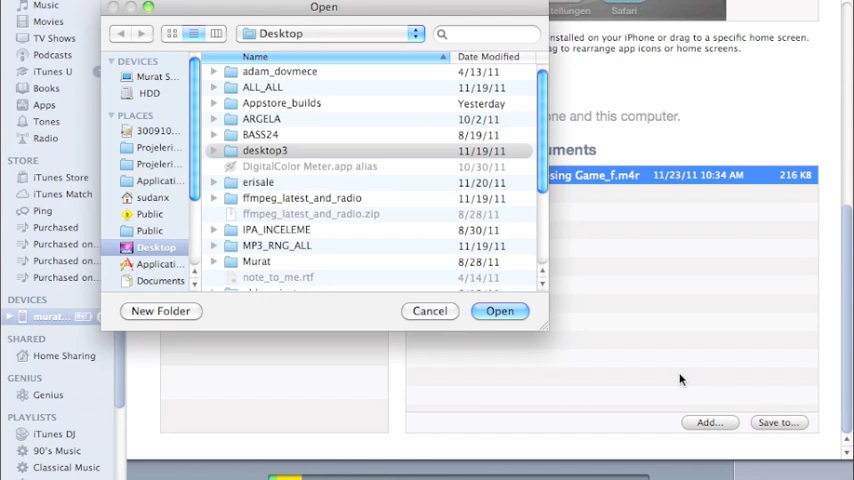 Music
Movies
TV Shows
Podcasts
iTunes U
Books
Apps
Tones
Radio
STORE
iTunes Store
iTunes Match
Ping
Purchased
Purchased on...
Purchased on...
Purchased on...
DEVICES
murat...
SHARED
Home Sharing
GENIUS
Genius
PLAYLISTS
iTunes DJ
90's Music
Classical Music
Open
Desktop
Name
Date Modified
DEVICES
Murat S...
HDD
PLACES
300910...
Projeleri...
Projeleri...
Applicati...
sudanx
Public
Public
Desktop
Applicati...
Documents
adam_dovmece 4/13/11
ALL_ALL 11/19/11
Appstore_builds Yesterday
ARGELA 10/2/11
BASS24 8/19/11
desktop3 11/19/11
DigitalColor Meter.app alias 10/30/11
erisale 11/20/11
ffmpeg_latest_and_radio 11/19/11
ffmpeg_latest_and_radio.zip 8/28/11
IPA_INCELEME 8/30/11
MP3_RNG_ALL 11/19/11
Murat 8/28/11
note_to_me.rtf 4/14/11
New Folder
Cancel
Open
Safari
installed on your iPhone or drag to a specific home screen.
ag to rearrange app icons or home screens.
one and this computer.
uments
sing Game_f.m4r 11/23/11 10:34 AM 216 KB
Add...
Save to...